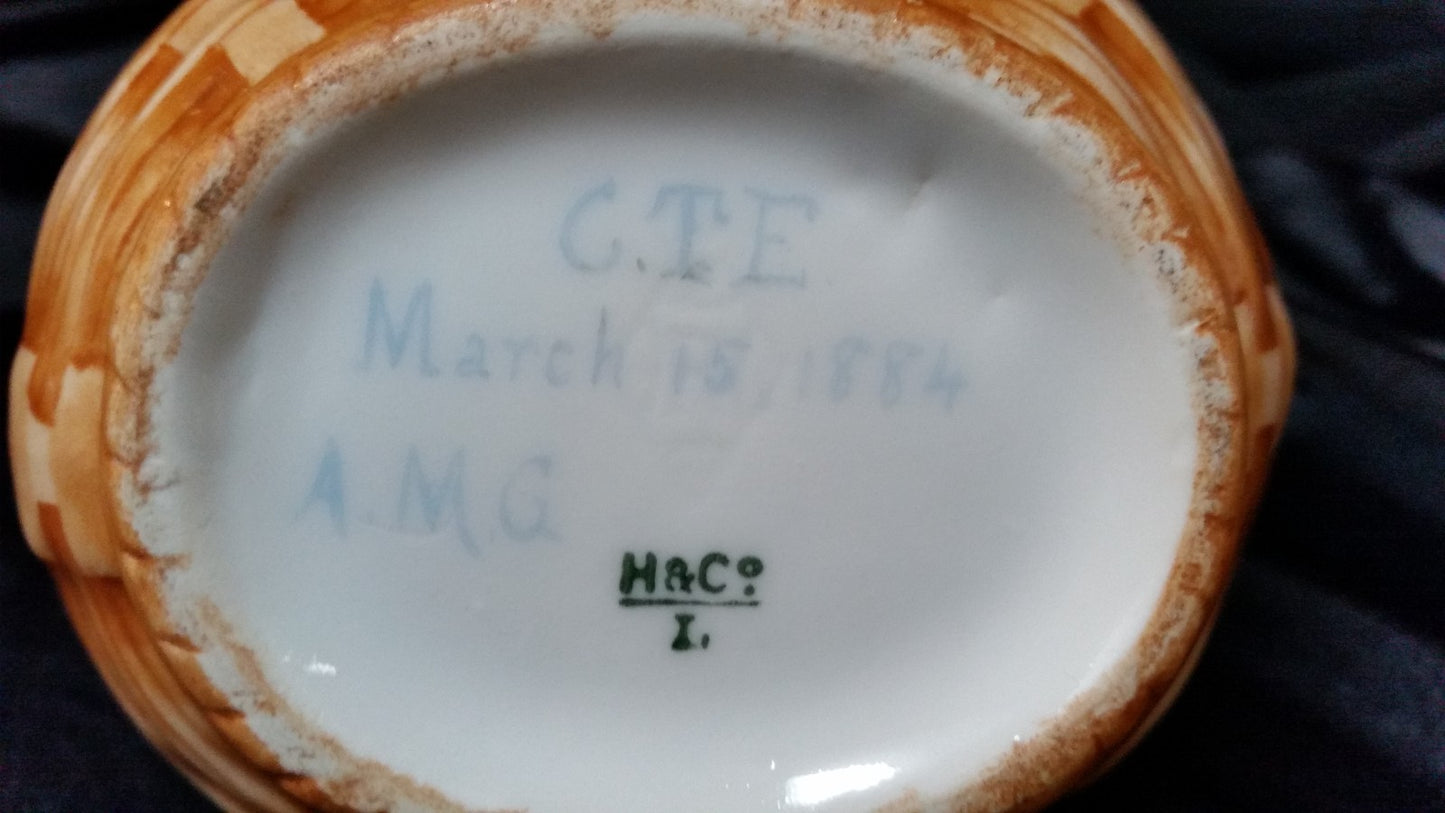 C.T.E
March 15, 1884
A.M.G
H&Co
I.